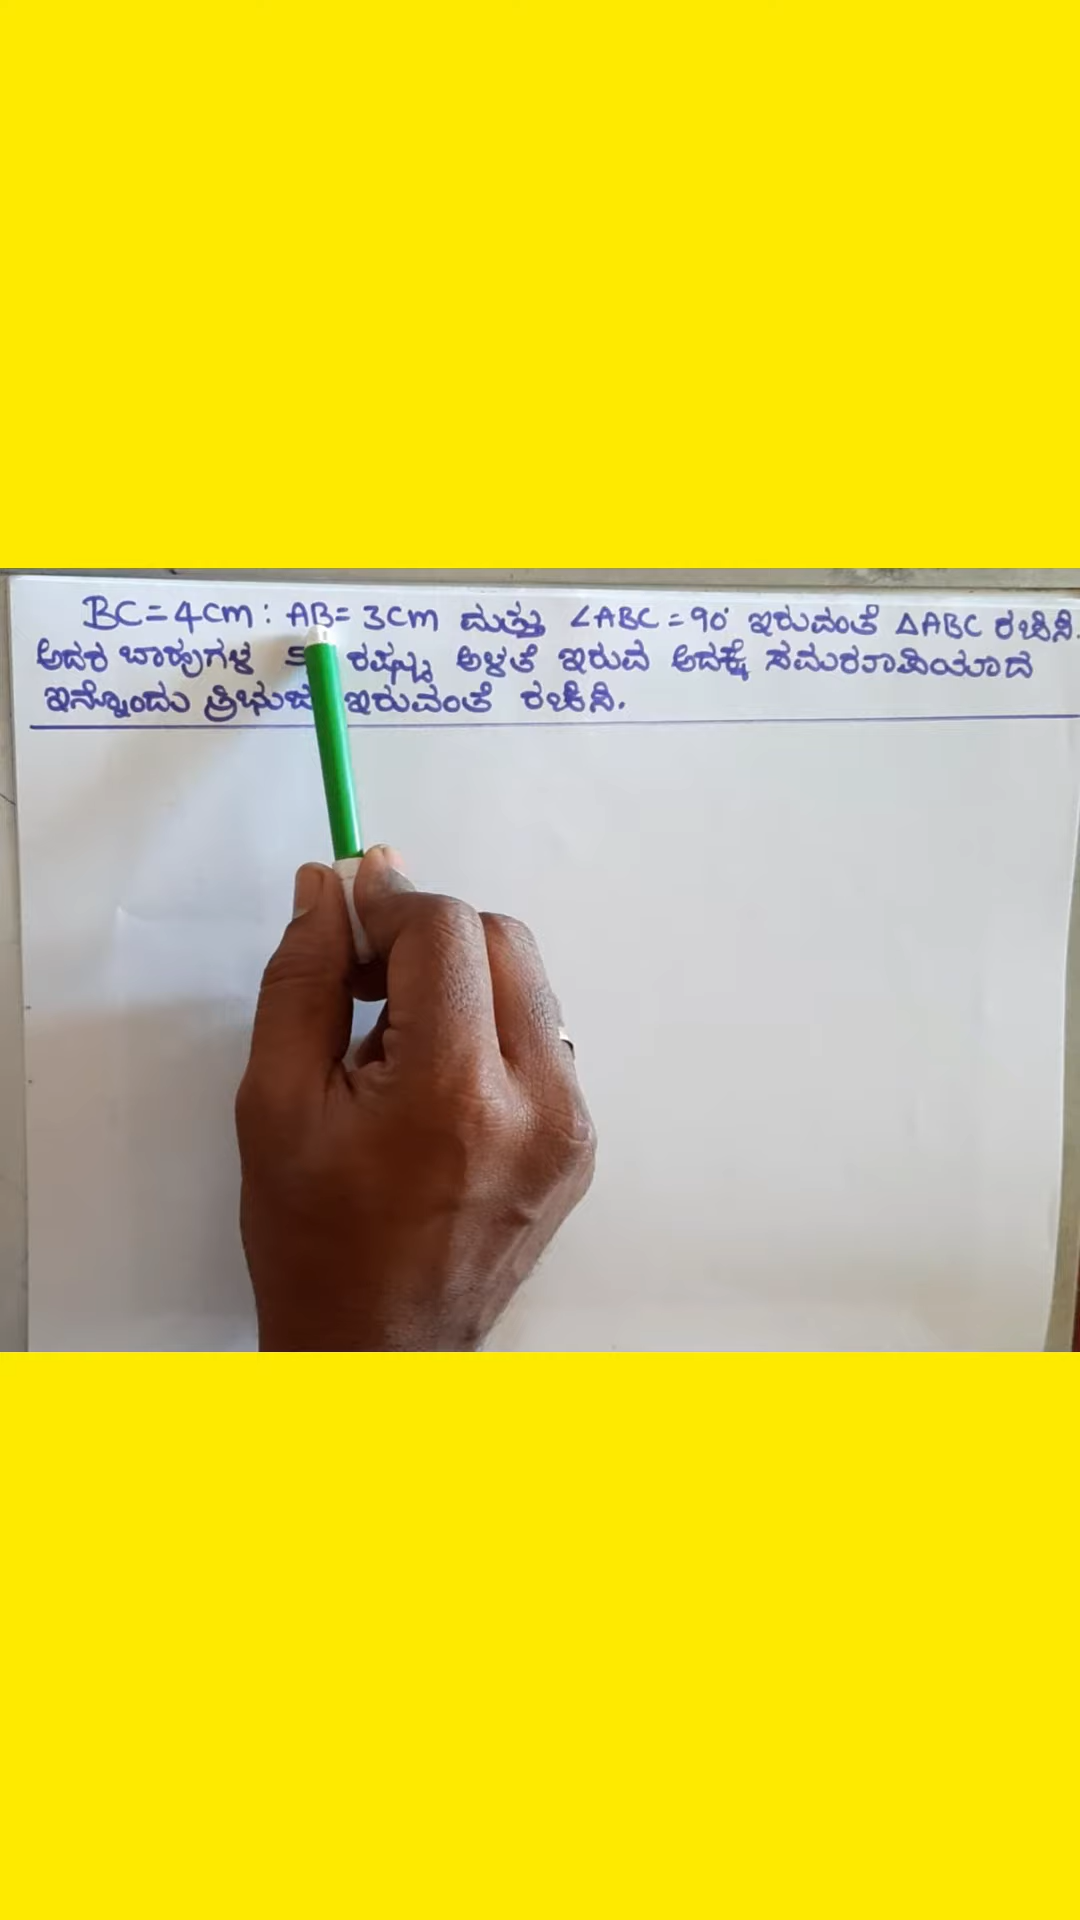 BC=4cm: AB=3cm ಮತ್ತು ∠ABC=90° ಇರುವಂತೆ ΔABC ರಚಿಸಿ.
ಅದರ ಬಾಹುಗಳ ರಷ್ಟು ಅಳತೆ ಇರುವ ಅದಕ್ಕೆ ಸಮರೂಪಿಯಾದ
ಇನ್ನೊಂದು ಇರುವಂತೆ ರಚಿಸಿ.